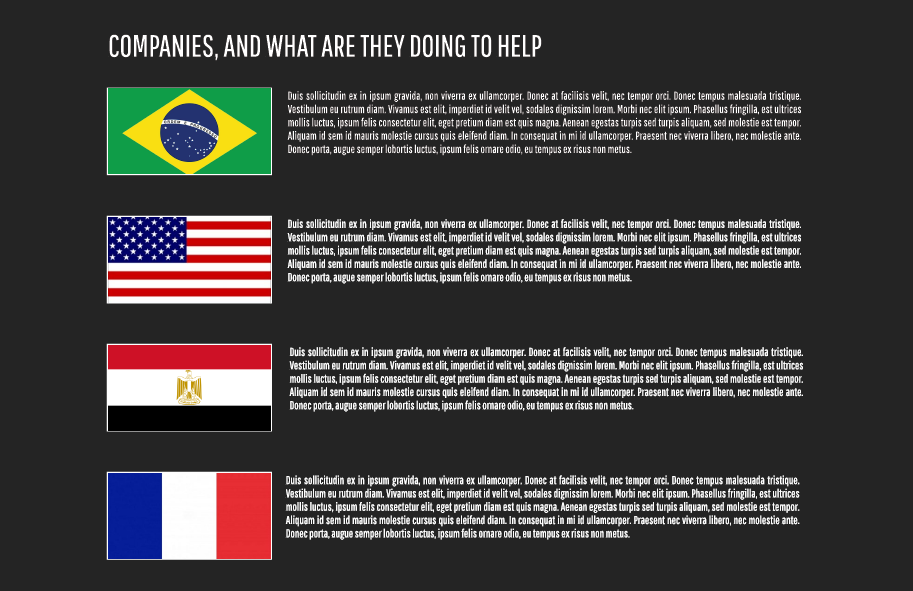 COMPANIES, AND WHAT ARE THEY DOING TO HELP
Duis sollicitudin ex in ipsum gravida, non viverra ex ullamcorper. Donec at facilisis velit, nec tempor orci. Donec tempus malesuada tristique.
Vestibulum eu rutrum diam. Vivamus est elit, imperdiet id velit vel, sodales dignissim lorem. Morbi nec elit ipsum. Phasellus fringilla, est ultrices
mollis luctus, ipsum felis consectetur elit, eget pretium diam est quis magna. Aenean egestas turpis sed turpis aliquam, sed molestie est tempor.
Aliquam id sem id mauris molestie cursus quis eleifend diam. In consequat in mi id ullamcorper. Praesent nec viverra libero, nec molestie ante.
Donec porta, augue semper lobortis luctus, ipsum felis ornare odio, eu tempus ex risus non metus.
Duis sollicitudin ex in ipsum gravida, non viverra ex ullamcorper. Donec at facilisis velit, nec tempor orci. Donec tempus malesuada tristique.
Vestibulum eu rutrum diam. Vivamus est elit, imperdiet id velit vel, sodales dignissim lorem. Morbi nec elit ipsum. Phasellus fringilla, est ultrices
mollis luctus, ipsum felis consectetur elit, eget pretium diam est quis magna. Aenean egestas turpis sed turpis aliquam, sed molestie est tempor.
Aliquam id sem id mauris molestie cursus quis eleifend diam. In consequat in mi id ullamcorper. Praesent nec viverra libero, nec molestie ante.
Donec porta, augue semper lobortis luctus, ipsum felis ornare odio, eu tempus ex risus non metus.
Duis sollicitudin ex in ipsum gravida, non viverra ex ullamcorper. Donec at facilisis velit, nec tempor orci. Donec tempus malesuada tristique.
Vestibulum eu rutrum diam. Vivamus est elit, imperdiet id velit vel, sodales dignissim lorem. Morbi nec elit ipsum. Phasellus fringilla, est ultrices
mollis luctus, ipsum felis consectetur elit, eget pretium diam est quis magna. Aenean egestas turpis sed turpis aliquam, sed molestie est tempor.
Aliquam id sem id mauris molestie cursus quis eleifend diam. In consequat in mi id ullamcorper. Praesent nec viverra libero, nec molestie ante.
Donec porta, augue semper lobortis luctus, ipsum felis ornare odio, eu tempus ex risus non metus.
Duis sollicitudin ex in ipsum gravida, non viverra ex ullamcorper. Donec at facilisis velit, nec tempor orci. Donec tempus malesuada tristique.
Vestibulum eu rutrum diam. Vivamus est elit, imperdiet id velit vel, sodales dignissim lorem. Morbi nec elit ipsum. Phasellus fringilla, est ultrices
mollis luctus, ipsum felis consectetur elit, eget pretium diam est quis magna. Aenean egestas turpis sed turpis aliquam, sed molestie est tempor.
Aliquam id sem id mauris molestie cursus quis eleifend diam. In consequat in mi id ullamcorper. Praesent nec viverra libero, nec molestie ante.
Donec porta, augue semper lobortis luctus, ipsum felis ornare odio, eu tempus ex risus non metus.